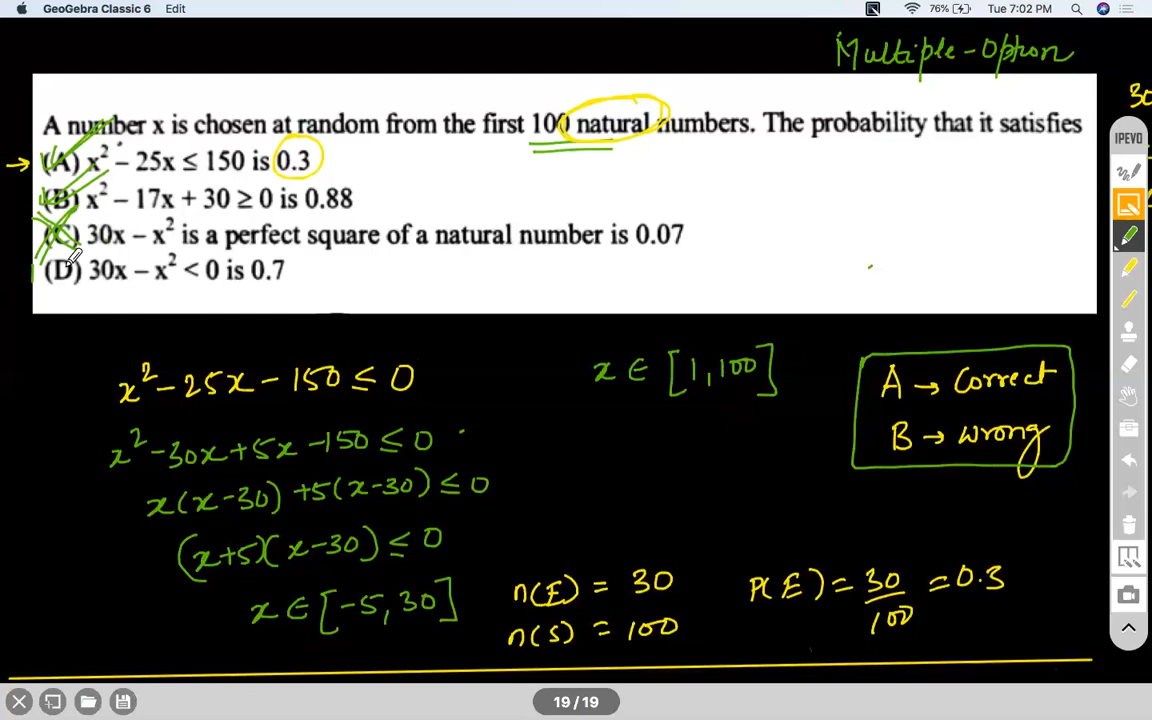 GeoGebra Classic 6 Edit 76% Tue 7:02 PM
Multiple-Option
30
A number x is chosen at random from the first 100 natural numbers. The probability that it satisfies
IPEVO
(A) x² - 25x ≤ 150 is 0.3
(B) x² - 17x + 30 ≥ 0 is 0.88
(C) 30x - x² is a perfect square of a natural number is 0.07
(D) 30x - x² < 0 is 0.7
x² - 25x - 150 ≤ 0
x ∈ [1, 100]
A → Correct
B → wrong
x² - 30x + 5x - 150 ≤ 0
x(x-30) + 5(x-30) ≤ 0
(x+5)(x-30) ≤ 0
x ∈ [-5, 30]
n(E) = 30
n(S) = 100
P(E) = 30/100 = 0.3
19 / 19